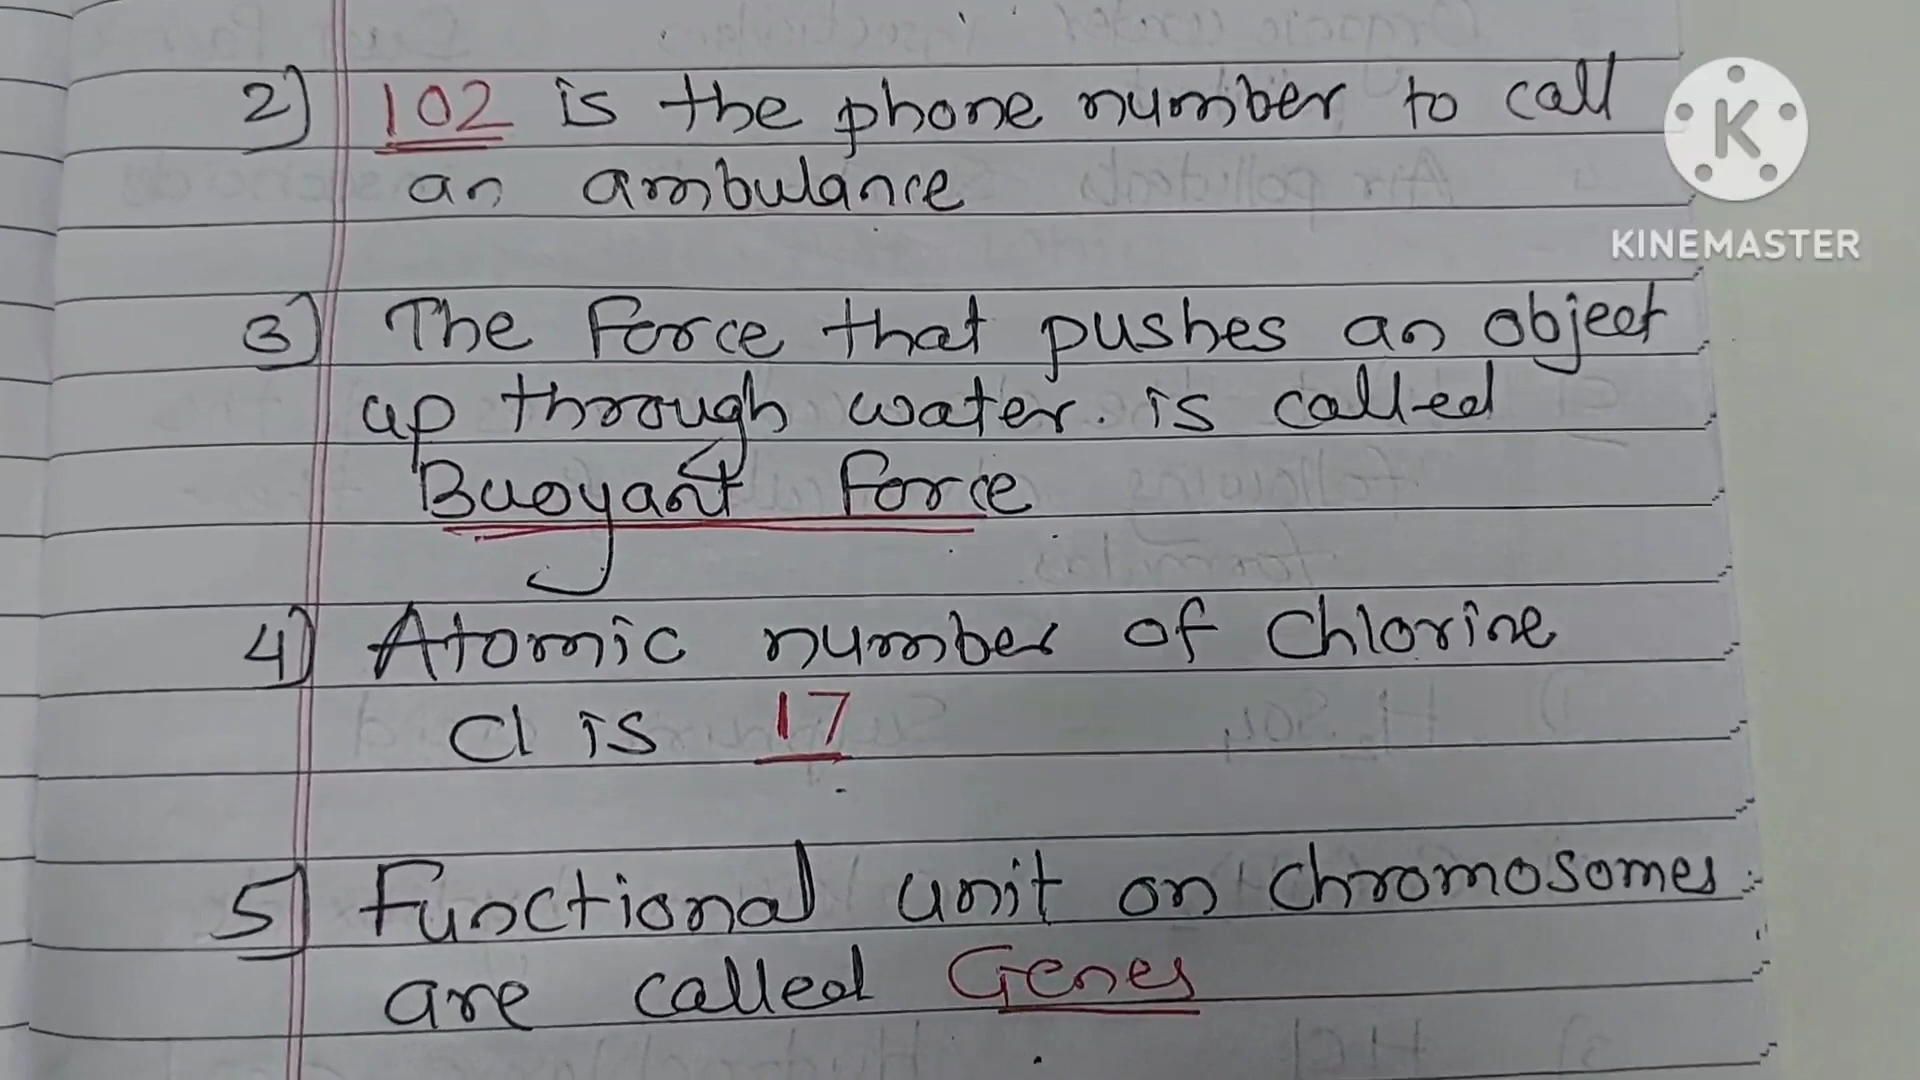 2) 102 is the phone number to call
an ambulance
K
KINEMASTER
3) The Force that pushes an object
up through water. is called
Buoyant Force
4) Atomic number of Chlorine
Cl is 17
5) Functional unit on Chromosomes
are called Genes